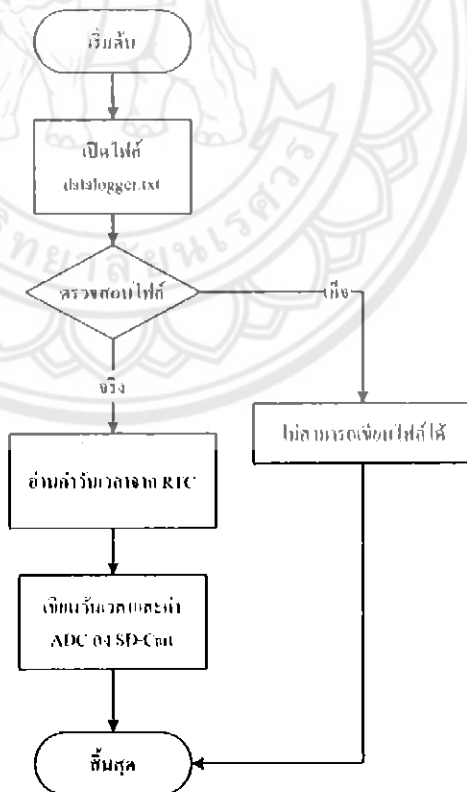 เริ่มต้น
เปิดไฟล์
datalogger.txt
ตรวจสอบไฟล์
เท็จ
จริง
ไม่สามารถเขียนไฟล์ได้
อ่านค่าวันเวลาจาก RTC
เขียนวันเวลาและค่า
ADC ลง SD-Card
สิ้นสุด